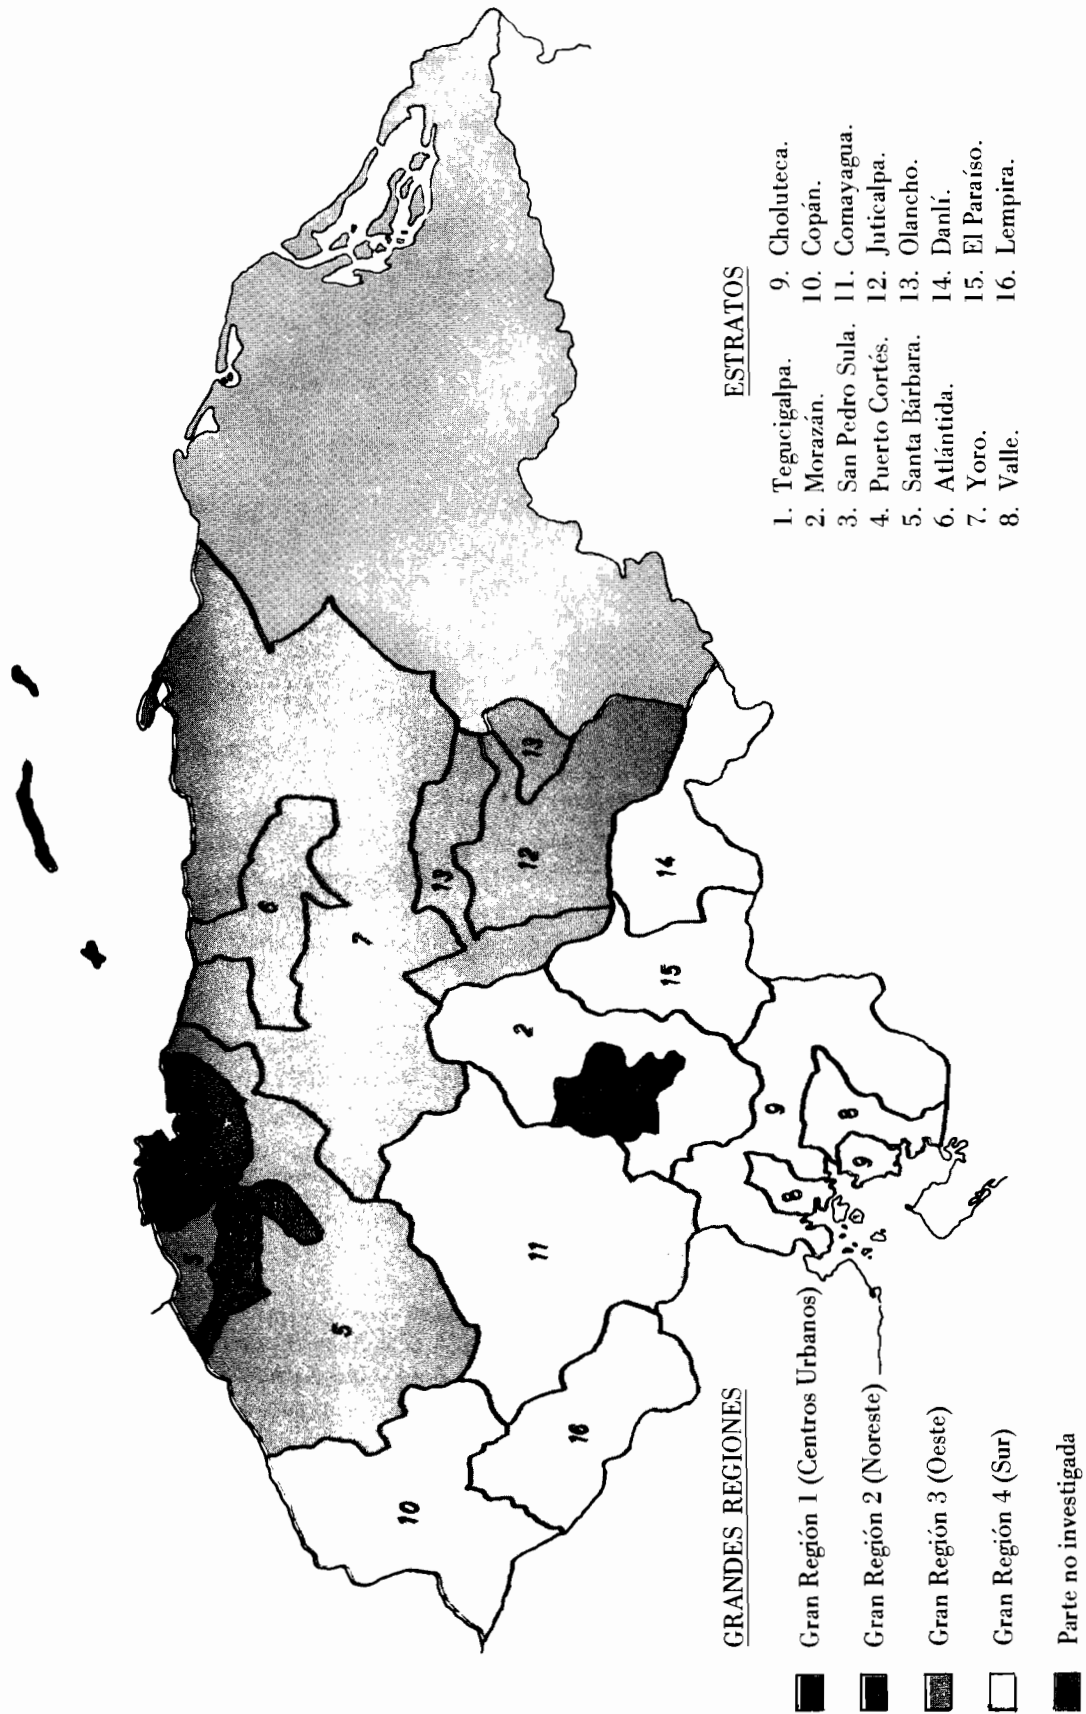 6
7
5
10
11
16
13
13
12
2
14
15
9
8
8
9
GRANDES REGIONES
Gran Región 1 (Centros Urbanos)
Gran Región 2 (Noreste)
Gran Región 3 (Oeste)
Gran Región 4 (Sur)
Parte no investigada
ESTRATOS
1. Tegucigalpa. 9. Choluteca.
2. Morazán. 10. Copán.
3. San Pedro Sula. 11. Comayagua.
4. Puerto Cortés. 12. Juticalpa.
5. Santa Bárbara. 13. Olancho.
6. Atlántida. 14. Danlí.
7. Yoro. 15. El Paraíso.
8. Valle. 16. Lempira.